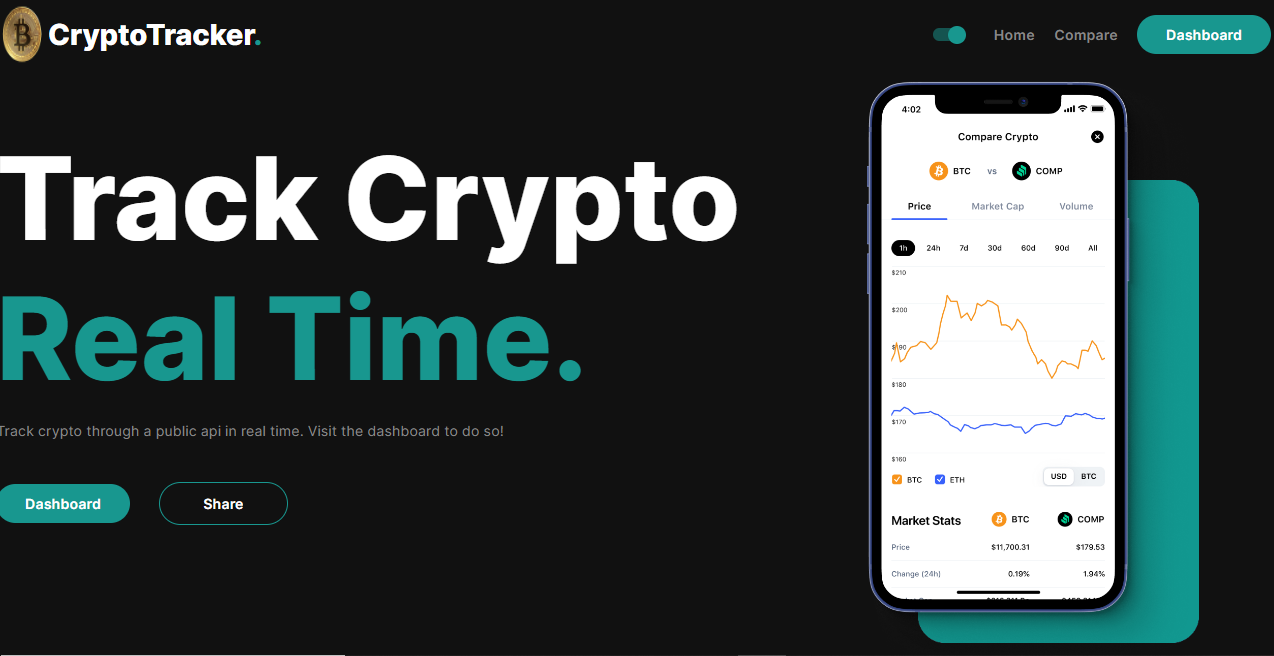 CryptoTracker.
Home Compare Dashboard
Track Crypto
Real Time.
Track crypto through a public api in real time. Visit the dashboard to do so!
Dashboard Share
4:02
Compare Crypto
BTC vs COMP
Price Market Cap Volume
1h 24h 7d 30d 60d 90d All
$210
$200
$190
$180
$170
$160
BTC ETH USD BTC
Market Stats BTC COMP
Price $11,700.31 $179.53
Change (24h) 0.19% 1.94%